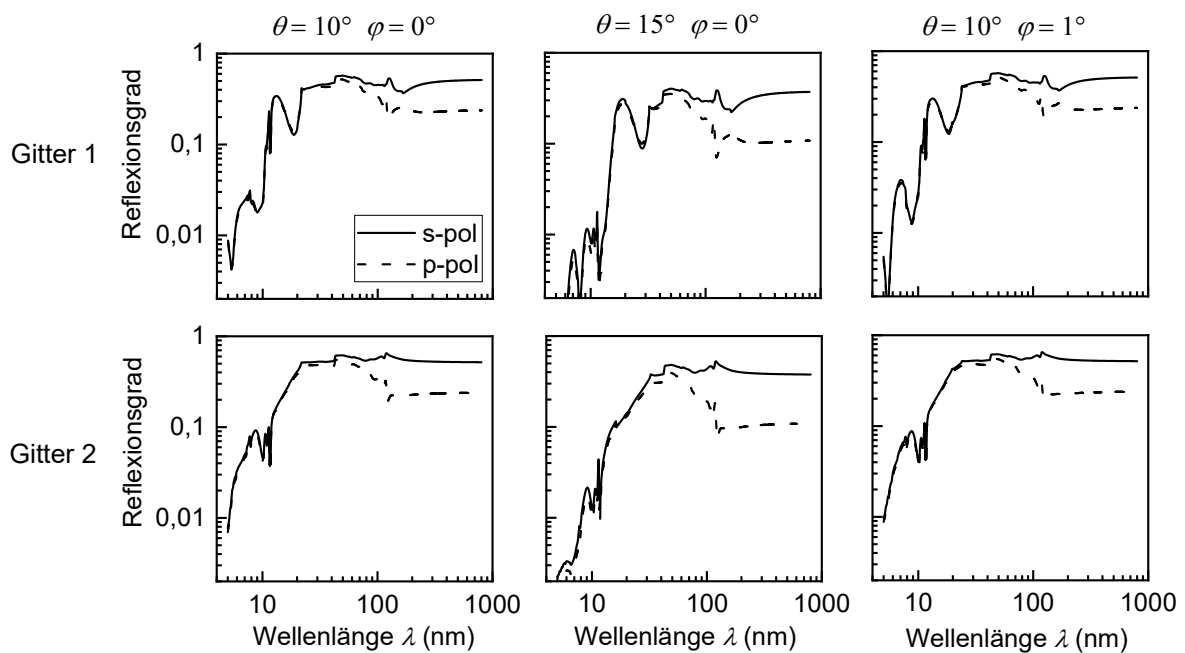 θ = 10° φ = 0°
θ = 15° φ = 0°
θ = 10° φ = 1°
Gitter 1
Reflexionsgrad
1
0,1
0,01
s-pol
p-pol
Gitter 2
Reflexionsgrad
1
0,1
0,01
10 100 1000
10 100 1000
10 100 1000
Wellenlänge λ (nm)
Wellenlänge λ (nm)
Wellenlänge λ (nm)